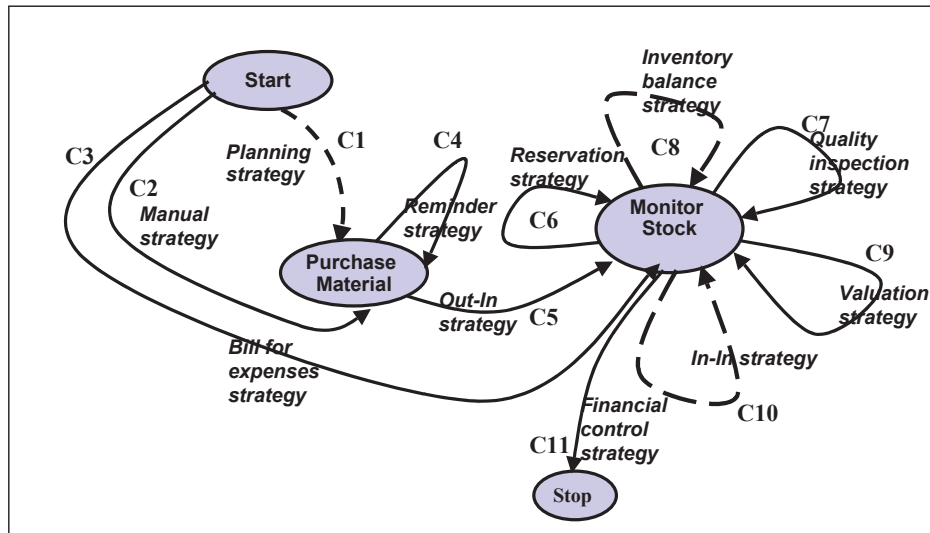 Start
Inventory
balance
strategy
C3
C1
C4
C8
C7
Planning
strategy
Reservation
strategy
Quality
inspection
strategy
C2
Manual
strategy
Reminder
strategy
C6
Monitor
Stock
Purchase
Material
C9
Out-In
strategy
C5
Valuation
strategy
Bill for
expenses
strategy
In-In strategy
Financial
control
strategy
C10
C11
Stop